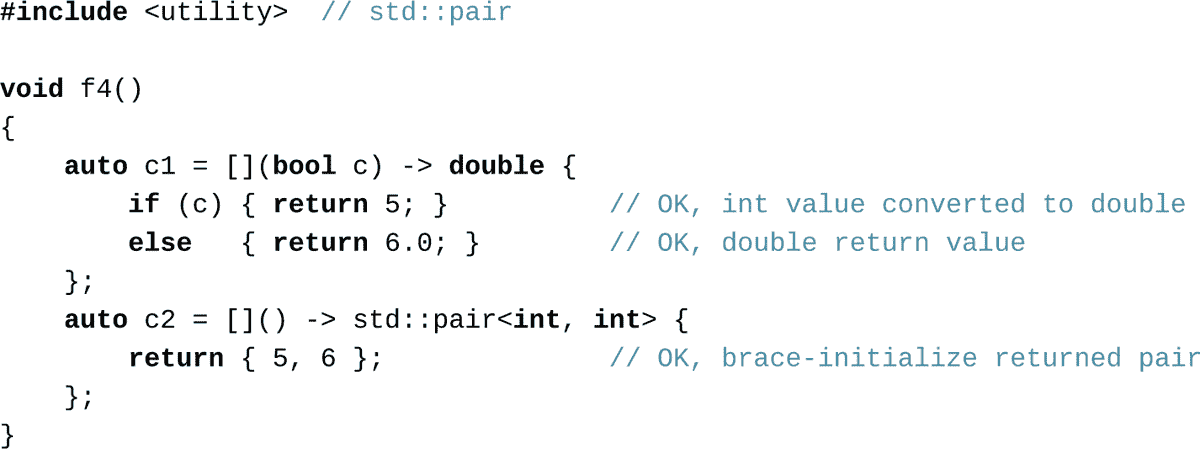 #include <utility>  // std::pair

void f4()
{
    auto c1 = [](bool c) -> double {
        if (c) { return 5; }          // OK, int value converted to double
        else   { return 6.0; }        // OK, double return value
    };
    auto c2 = []() -> std::pair<int, int> {
        return { 5, 6 };              // OK, brace-initialize returned pair
    };
}